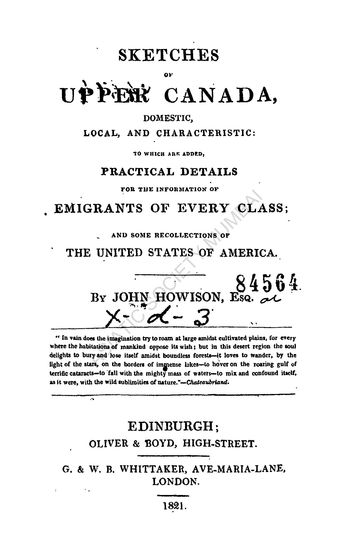 SKETCHES
OF
UPPER CANADA,
DOMESTIC,
LOCAL, AND CHARACTERISTIC:
TO WHICH ARE ADDED,
PRACTICAL DETAILS
FOR THE INFORMATION OF
EMIGRANTS OF EVERY CLASS;
AND SOME RECOLLECTIONS OF
THE UNITED STATES OF AMERICA.
84564
BY JOHN HOWISON, ESQ.
X-d-3
"In vain does the imagination try to roam at large amidst cultivated plains, for every
where the habitations of mankind oppose its wish; but in this desert region the soul
delights to bury and lose itself amidst boundless forests—it loves to wander, by the
light of the stars, on the borders of immense lakes—to hover on the roaring gulf of
terrific cataracts—to fall with the mighty mass of waters—to mix and confound itself,
as it were, with the wild sublimities of nature."—Chateaubriand.
EDINBURGH;
OLIVER & BOYD, HIGH-STREET.
G. & W. B. WHITTAKER, AVE-MARIA-LANE,
LONDON.
1821.